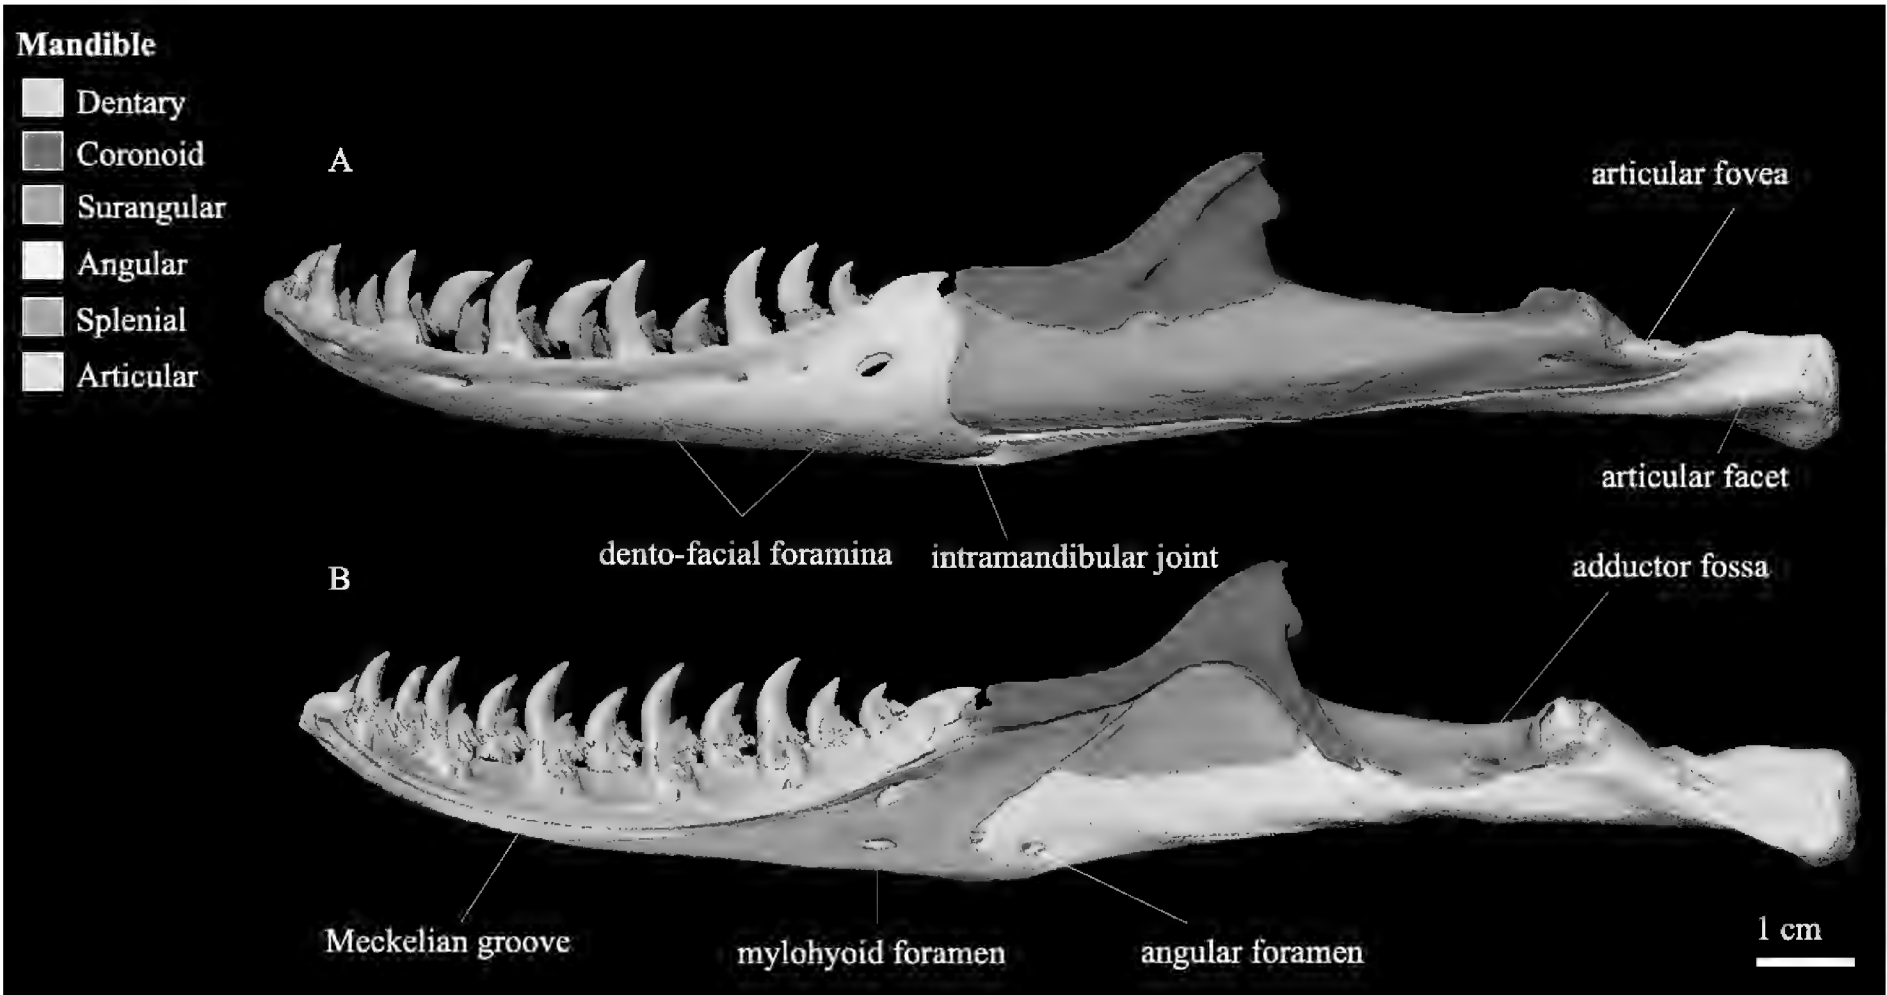 Mandible
Dentary
Coronoid
Surangular
Angular
Splenial
Articular
A
articular fovea
articular facet
dento-facial foramina
intramandibular joint
B
adductor fossa
Meckelian groove
mylohyoid foramen
angular foramen
1 cm